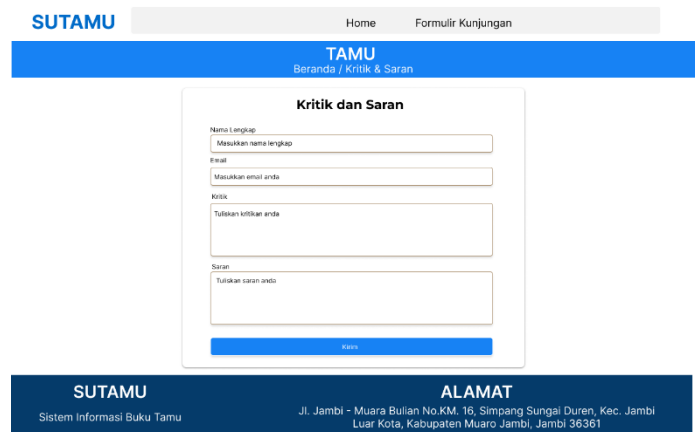 SUTAMU
Home
Formulir Kunjungan
TAMU
Beranda / Kritik & Saran
Kritik dan Saran
Nama Lengkap
Masukkan nama lengkap
Email
Masukkan email anda
Kritik
Tuliskan kritikan anda
Saran
Tuliskan saran anda
Kirim
SUTAMU
Sistem Informasi Buku Tamu
ALAMAT
Jl. Jambi - Muara Bulian No.KM. 16, Simpang Sungai Duren, Kec. Jambi
Luar Kota, Kabupaten Muaro Jambi, Jambi 36361